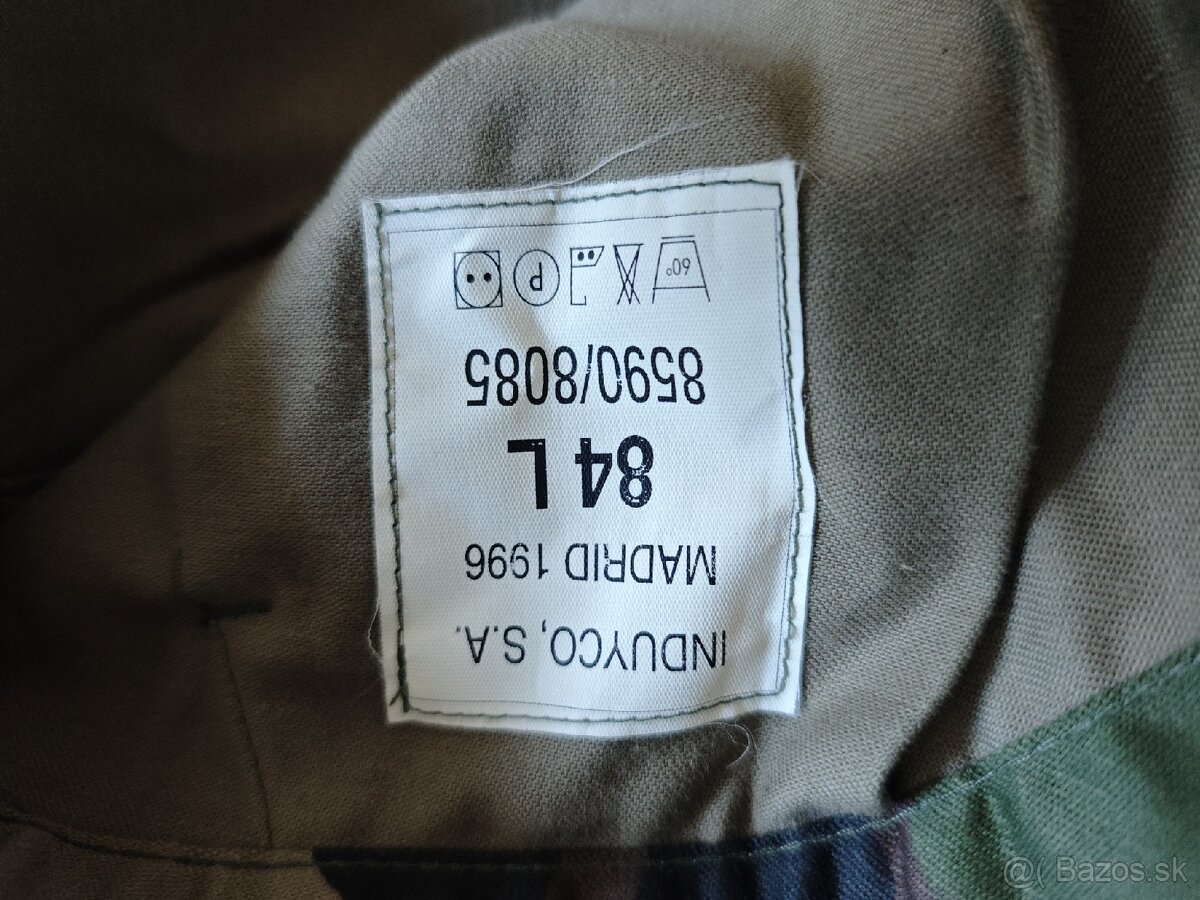 INDUYCO, S.A.
MADRID 1996
84 L
8590/8085
60°
P
@( Bazos.sk